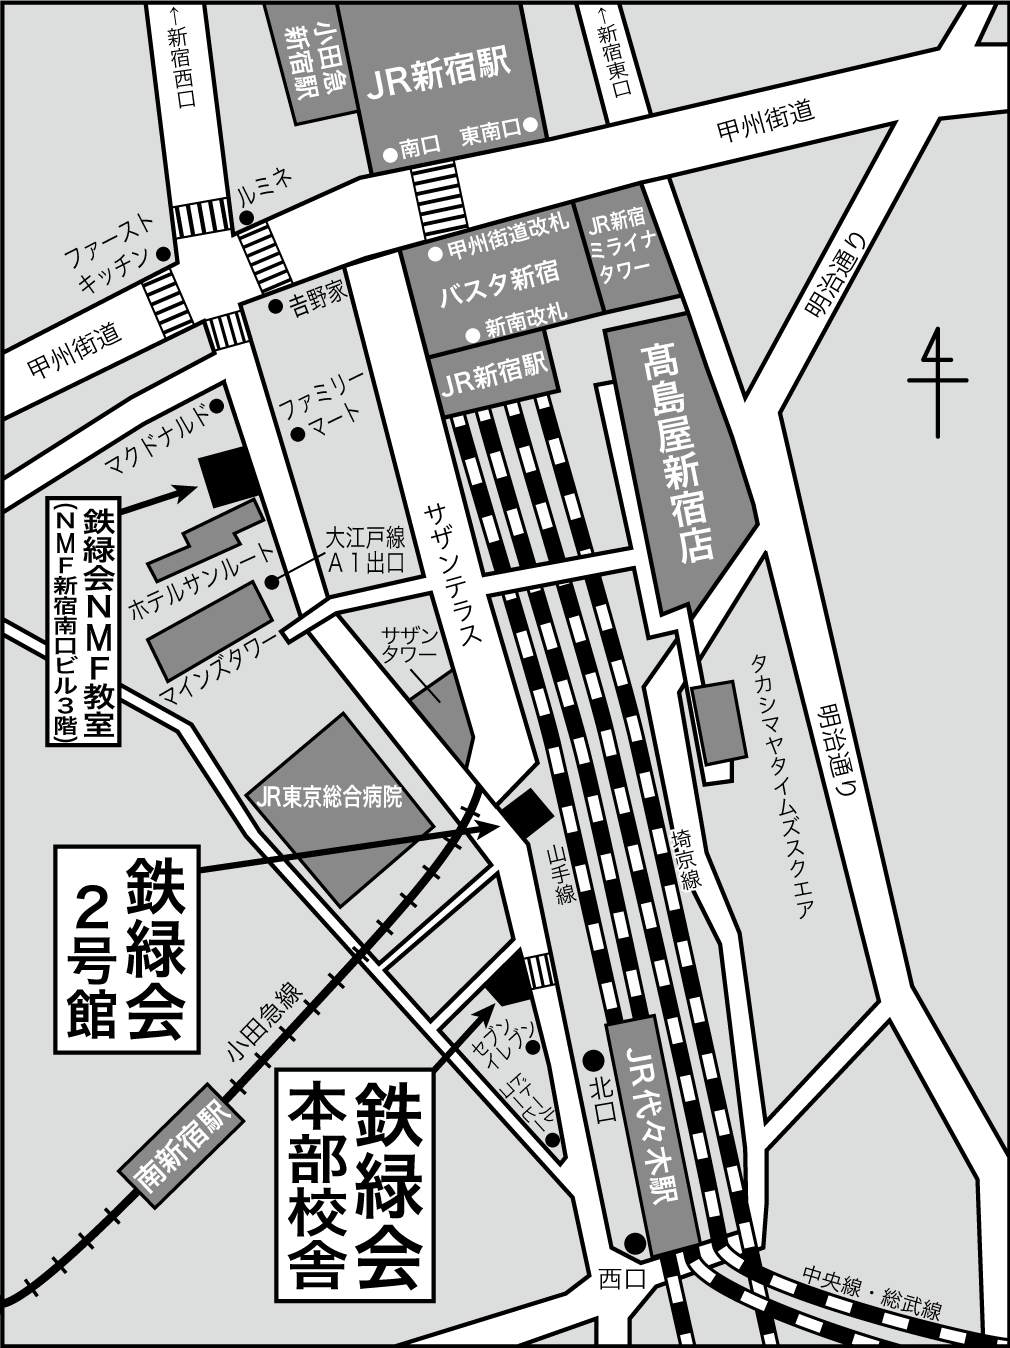 ←新宿西口
小田急
新宿駅
JR新宿駅
南口
東南口
←新宿東口
甲州街道
ルミネ
ファースト
キッチン
甲州街道
吉野家
甲州街道改札
バスタ新宿
新南改札
JR新宿
ミライナ
タワー
JR新宿駅
髙島屋新宿店
明治通り
ファミリー
マート
マクドナルド
サザンテラス
大江戸線
A1出口
鉄緑会NMF教室
(NMF新宿南口ビル3階)
ホテルサンルート
マインズタワー
サザン
タワー
タカシマヤタイムズスクエア
明治通り
JR東京総合病院
山手線
埼京線
鉄緑会
2号館
小田急線
セブン
イレブン
ドトール
コーヒー
北口
JR代々木駅
鉄緑会
本部校舎
南新宿駅
西口
中央線・総武線